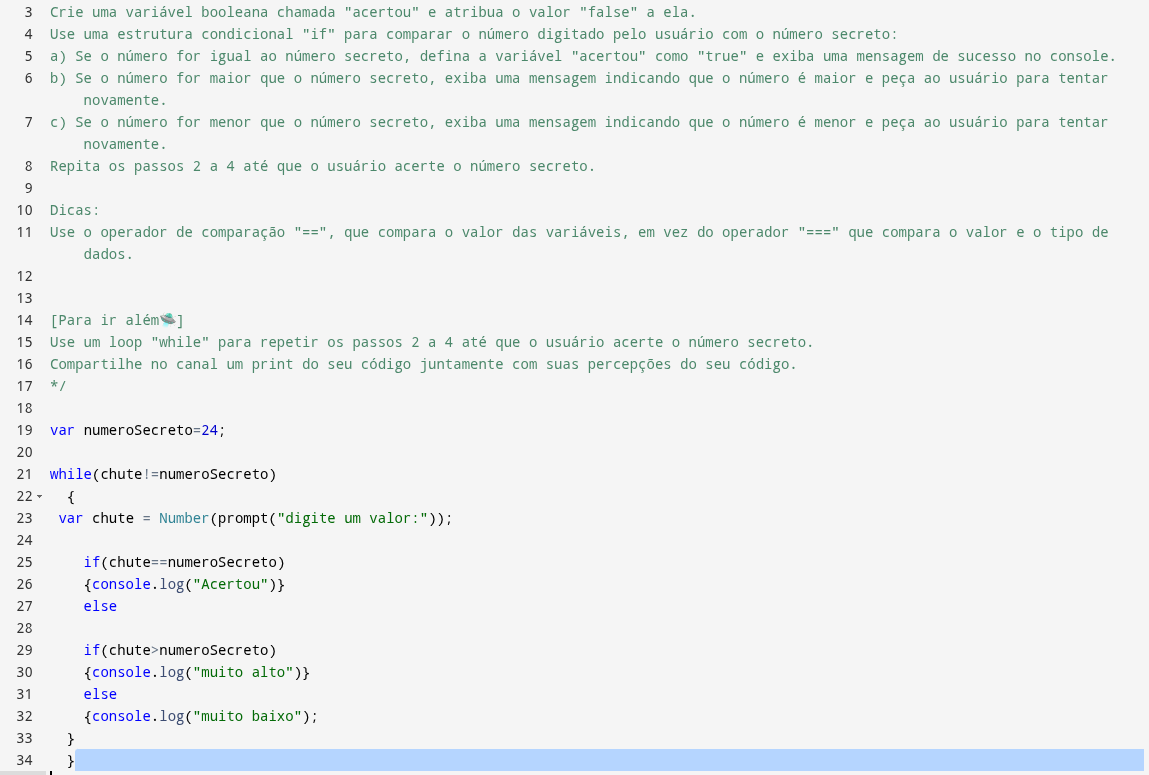 3 Crie uma variável booleana chamada "acertou" e atribua o valor "false" a ela.
4 Use uma estrutura condicional "if" para comparar o número digitado pelo usuário com o número secreto:
5 a) Se o número for igual ao número secreto, defina a variável "acertou" como "true" e exiba uma mensagem de sucesso no console.
6 b) Se o número for maior que o número secreto, exiba uma mensagem indicando que o número é maior e peça ao usuário para tentar
novamente.
7 c) Se o número for menor que o número secreto, exiba uma mensagem indicando que o número é menor e peça ao usuário para tentar
novamente.
8 Repita os passos 2 a 4 até que o usuário acerte o número secreto.
9
10 Dicas:
11 Use o operador de comparação "==", que compara o valor das variáveis, em vez do operador "===" que compara o valor e o tipo de
dados.
12
13
14 [Para ir além🛸]
15 Use um loop "while" para repetir os passos 2 a 4 até que o usuário acerte o número secreto.
16 Compartilhe no canal um print do seu código juntamente com suas percepções do seu código.
17 */
18
19 var numeroSecreto=24;
20
21 while(chute!=numeroSecreto)
22 {
23 var chute = Number(prompt("digite um valor:"));
24
25 if(chute==numeroSecreto)
26 {console.log("Acertou")}
27 else
28
29 if(chute>numeroSecreto)
30 {console.log("muito alto")}
31 else
32 {console.log("muito baixo");
33 }
34 }